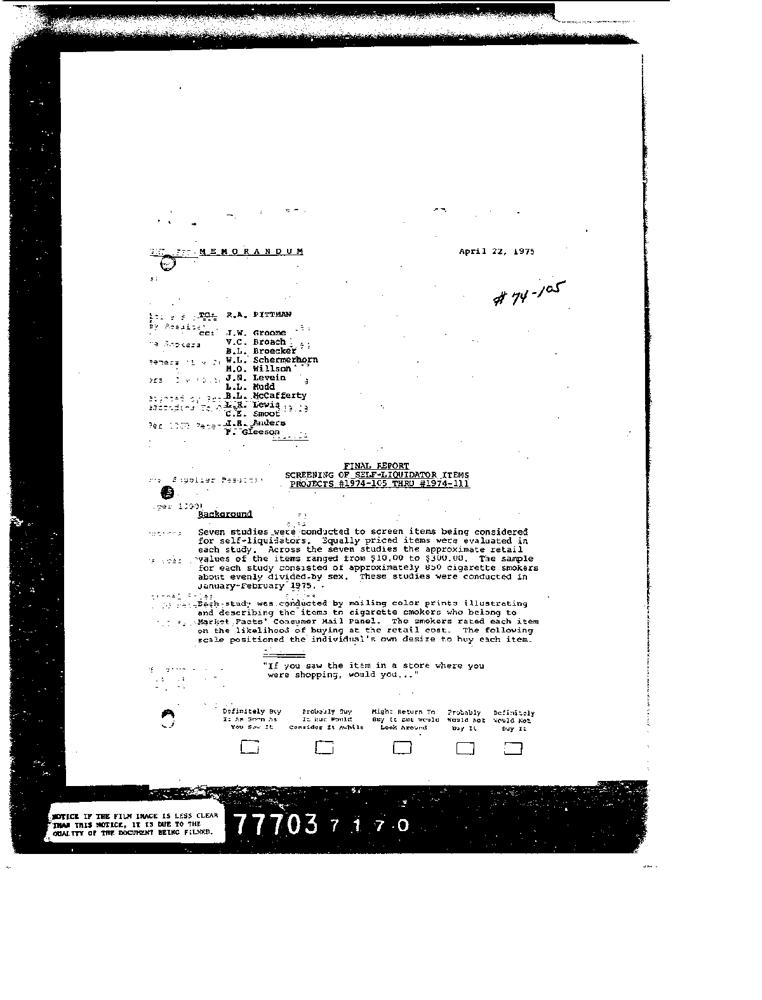 MEMORANDUM
April 22, 1975
# 74-105
TO: R.A. PITTMAN
cc: J.W. Groome
V.C. Broach
B.L. Broecker
W.L. Schermerhorn
M.O. Willson
J.N. Levein
L.L. Mudd
B.L. McCafferty
L.R. Lewis
C.E. Smoot
J.R. Anders
F. Gleeson
FINAL REPORT
SCREENING OF SELF-LIQUIDATOR ITEMS
PROJECTS #1974-105 THRU #1974-111
Background
Seven studies were conducted to screen items being considered
for self-liquidators. Equally priced items were evaluated in
each study. Across the seven studies the approximate retail
values of the items ranged from $10.00 to $300.00. The sample
for each study consisted of approximately 850 cigarette smokers
about evenly divided by sex. These studies were conducted in
January-February 1975.
Each study was conducted by mailing color prints illustrating
and describing the items to cigarette smokers who belong to
Market Facts' Consumer Mail Panel. The smokers rated each item
on the likelihood of buying at the retail cost. The following
scale positioned the individual's own desire to buy each item.
"If you saw the item in a store where you
were shopping, would you..."
Definitely Buy Probably Buy Might Return To Probably Definitely
It As Soon As It But Would Buy It But Would Would Not Would Not
You Saw It Consider It Awhile Look Around Buy It Buy It
NOTICE IF THE FILM IMAGE IS LESS CLEAR
THAN THIS NOTICE, IT IS DUE TO THE
QUALITY OF THE DOCUMENT BEING FILMED.
77703 7170